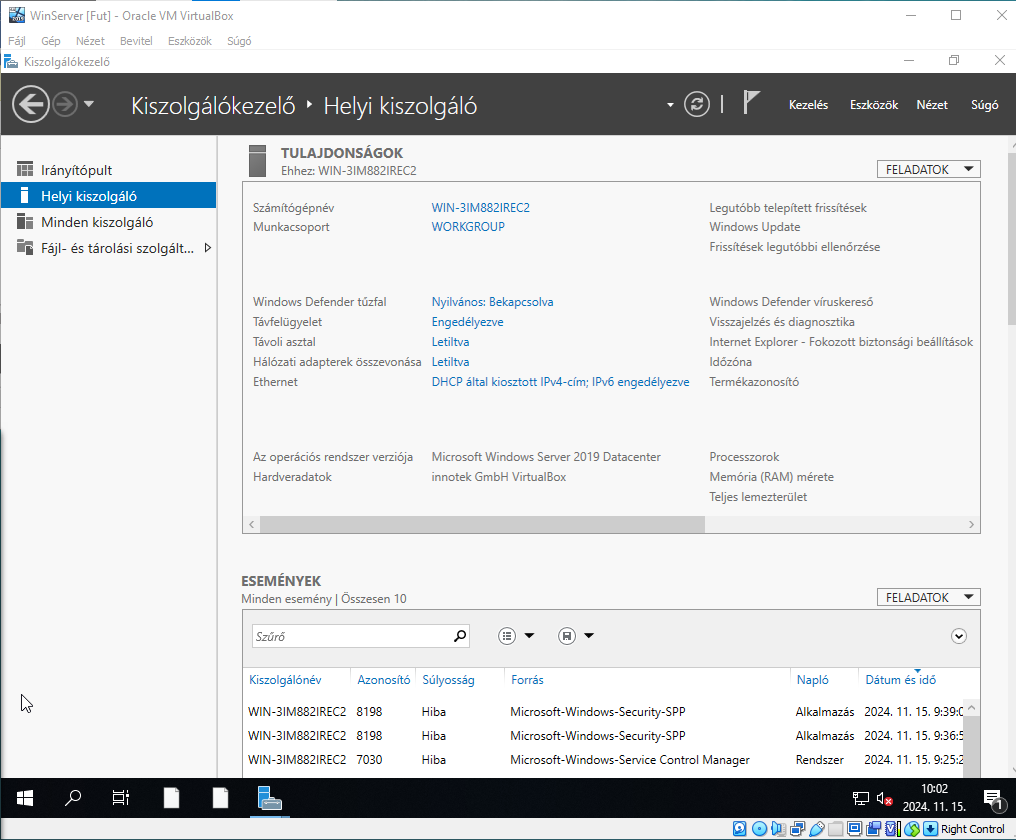 WinServer [Fut] - Oracle VM VirtualBox
Fájl Gép Nézet Bevitel Eszközök Súgó
Kiszolgálókezelő
Kiszolgálókezelő ‣ Helyi kiszolgáló
Kezelés Eszközök Nézet Súgó
Irányítópult
Helyi kiszolgáló
Minden kiszolgáló
Fájl- és tárolási szolgált...
TULAJDONSÁGOK
Ehhez: WIN-3IM882IREC2
FELADATOK
Számítógépnév WIN-3IM882IREC2 Legutóbb telepített frissítések
Munkacsoport WORKGROUP Windows Update
Frissítések legutóbbi ellenőrzése
Windows Defender tűzfal Nyilvános: Bekapcsolva Windows Defender víruskereső
Távfelügyelet Engedélyezve Visszajelzés és diagnosztika
Távoli asztal Letiltva Internet Explorer - Fokozott biztonsági beállítások
Hálózati adapterek összevonása Letiltva Időzóna
Ethernet DHCP által kiosztott IPv4-cím; IPv6 engedélyezve Termékazonosító
Az operációs rendszer verziója Microsoft Windows Server 2019 Datacenter Processzorok
Hardveradatok innotek GmbH VirtualBox Memória (RAM) mérete
Teljes lemezterület
ESEMÉNYEK
Minden esemény | Összesen 10
FELADATOK
Szűrő
Kiszolgálónév Azonosító Súlyosság Forrás Napló Dátum és idő
WIN-3IM882IREC2 8198 Hiba Microsoft-Windows-Security-SPP Alkalmazás 2024. 11. 15. 9:39:0
WIN-3IM882IREC2 8198 Hiba Microsoft-Windows-Security-SPP Alkalmazás 2024. 11. 15. 9:36:5
WIN-3IM882IREC2 7030 Hiba Microsoft-Windows-Service Control Manager Rendszer 2024. 11. 15. 9:25:2
10:02
2024. 11. 15.
1
Right Control